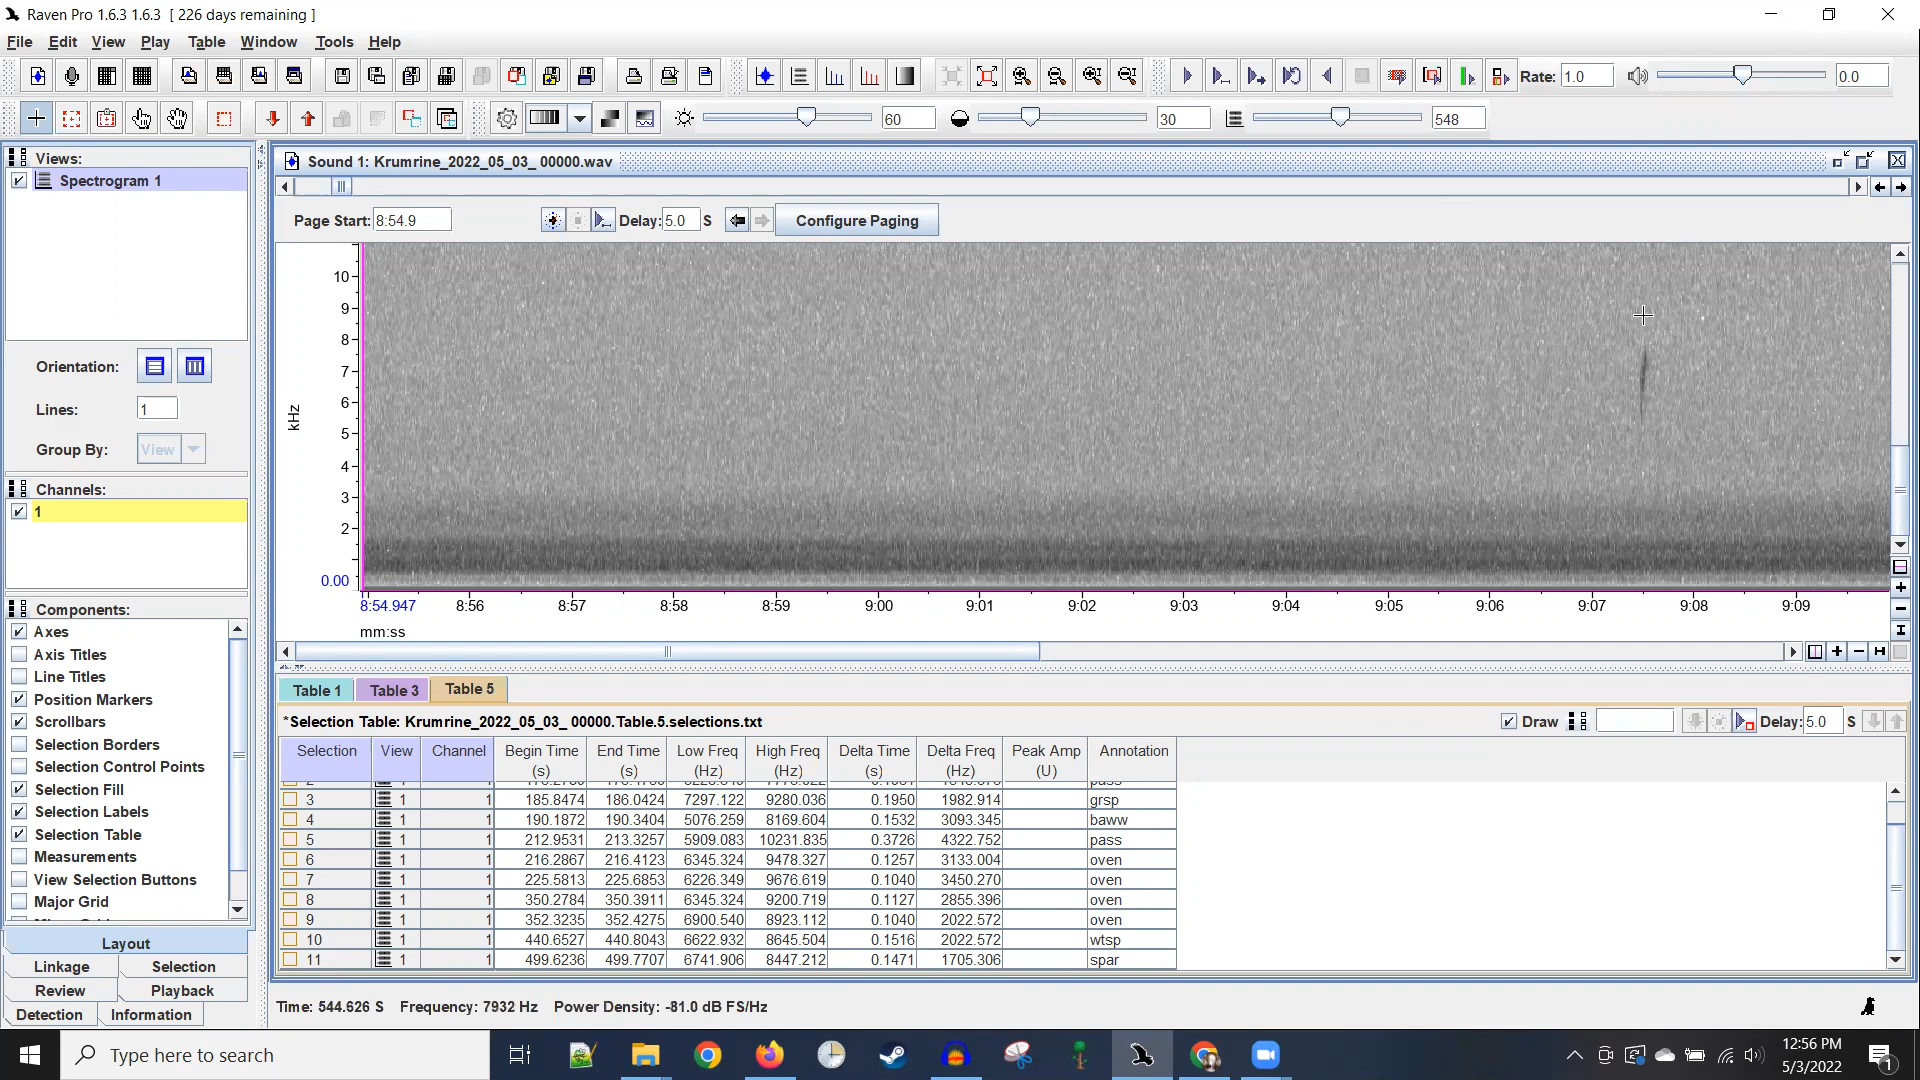 Raven Pro 1.6.3 1.6.3 [ 226 days remaining ]
File Edit View Play Table Window Tools Help
Rate: 1.0 0.0
60 30 548
Views:
Spectrogram 1
Orientation:
Lines: 1
Group By: View
Channels:
1
Components:
Axes
Axis Titles
Line Titles
Position Markers
Scrollbars
Selection Borders
Selection Control Points
Selection Fill
Selection Labels
Selection Table
Measurements
View Selection Buttons
Major Grid
Layout
Linkage Selection
Review Playback
Detection Information
Sound 1: Krumrine_2022_05_03_ 00000.wav
Page Start: 8:54.9 Delay: 5.0 S Configure Paging
kHz
10
9
8
7
6
5
4
3
2
0.00
8:54.947 8:56 8:57 8:58 8:59 9:00 9:01 9:02 9:03 9:04 9:05 9:06 9:07 9:08 9:09
mm:ss
Table 1 Table 3 Table 5
*Selection Table: Krumrine_2022_05_03_ 00000.Table.5.selections.txt Draw Delay: 5.0 S
Selection View Channel Begin Time (s) End Time (s) Low Freq (Hz) High Freq (Hz) Delta Time (s) Delta Freq (Hz) Peak Amp (U) Annotation
3 1 1 185.8474 186.0424 7297.122 9280.036 0.1950 1982.914 grsp
4 1 1 190.1872 190.3404 5076.259 8169.604 0.1532 3093.345 baww
5 1 1 212.9531 213.3257 5909.083 10231.835 0.3726 4322.752 pass
6 1 1 216.2867 216.4123 6345.324 9478.327 0.1257 3133.004 oven
7 1 1 225.5813 225.6853 6226.349 9676.619 0.1040 3450.270 oven
8 1 1 350.2784 350.3911 6345.324 9200.719 0.1127 2855.396 oven
9 1 1 352.3235 352.4275 6900.540 8923.112 0.1040 2022.572 oven
10 1 1 440.6527 440.8043 6622.932 8645.504 0.1516 2022.572 wtsp
11 1 1 499.6236 499.7707 6741.906 8447.212 0.1471 1705.306 spar
Time: 544.626 S Frequency: 7932 Hz Power Density: -81.0 dB FS/Hz
Type here to search
12:56 PM
5/3/2022
1